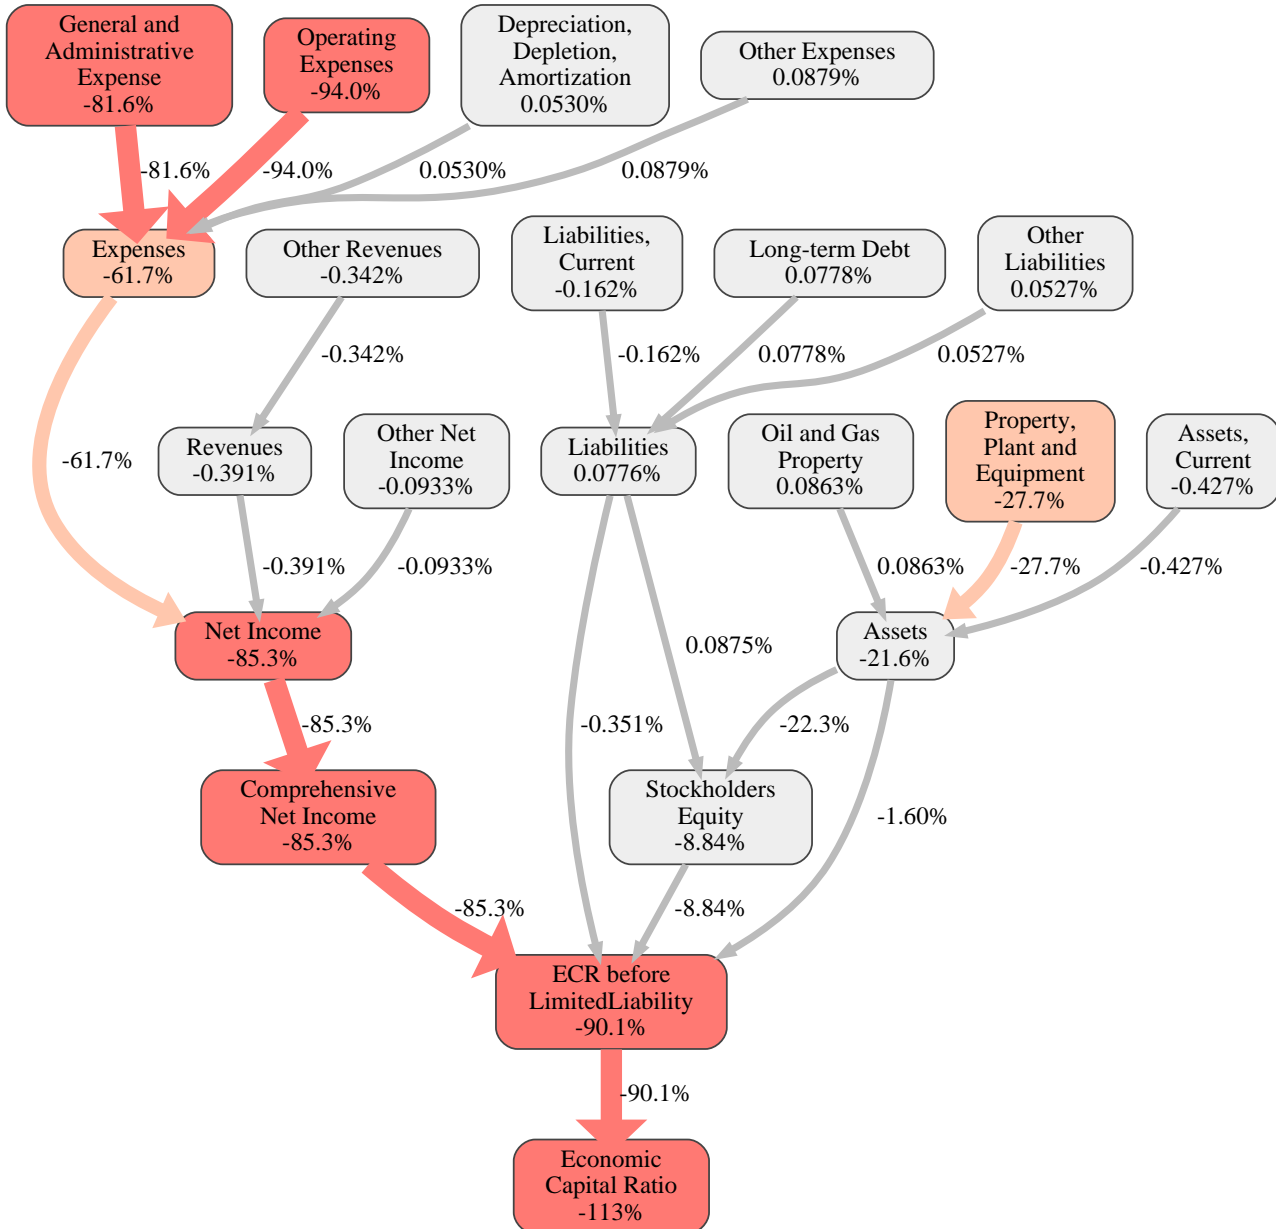 General and
Administrative
Expense
-81.6%
Operating
Expenses
-94.0%
Depreciation,
Depletion,
Amortization
0.0530%
Other Expenses
0.0879%
-81.6%
-94.0%
0.0530%
0.0879%
Expenses
-61.7%
Other Revenues
-0.342%
Liabilities,
Current
-0.162%
Long-term Debt
0.0778%
Other
Liabilities
0.0527%
-0.342%
-0.162%
0.0778%
0.0527%
-61.7%
Revenues
-0.391%
Other Net
Income
-0.0933%
Liabilities
0.0776%
Oil and Gas
Property
0.0863%
Property,
Plant and
Equipment
-27.7%
Assets,
Current
-0.427%
-0.391%
-0.0933%
0.0863%
-27.7%
-0.427%
Net Income
-85.3%
0.0875%
Assets
-21.6%
-85.3%
-0.351%
-22.3%
-1.60%
Comprehensive
Net Income
-85.3%
Stockholders
Equity
-8.84%
-85.3%
-8.84%
ECR before
LimitedLiability
-90.1%
-90.1%
Economic
Capital Ratio
-113%